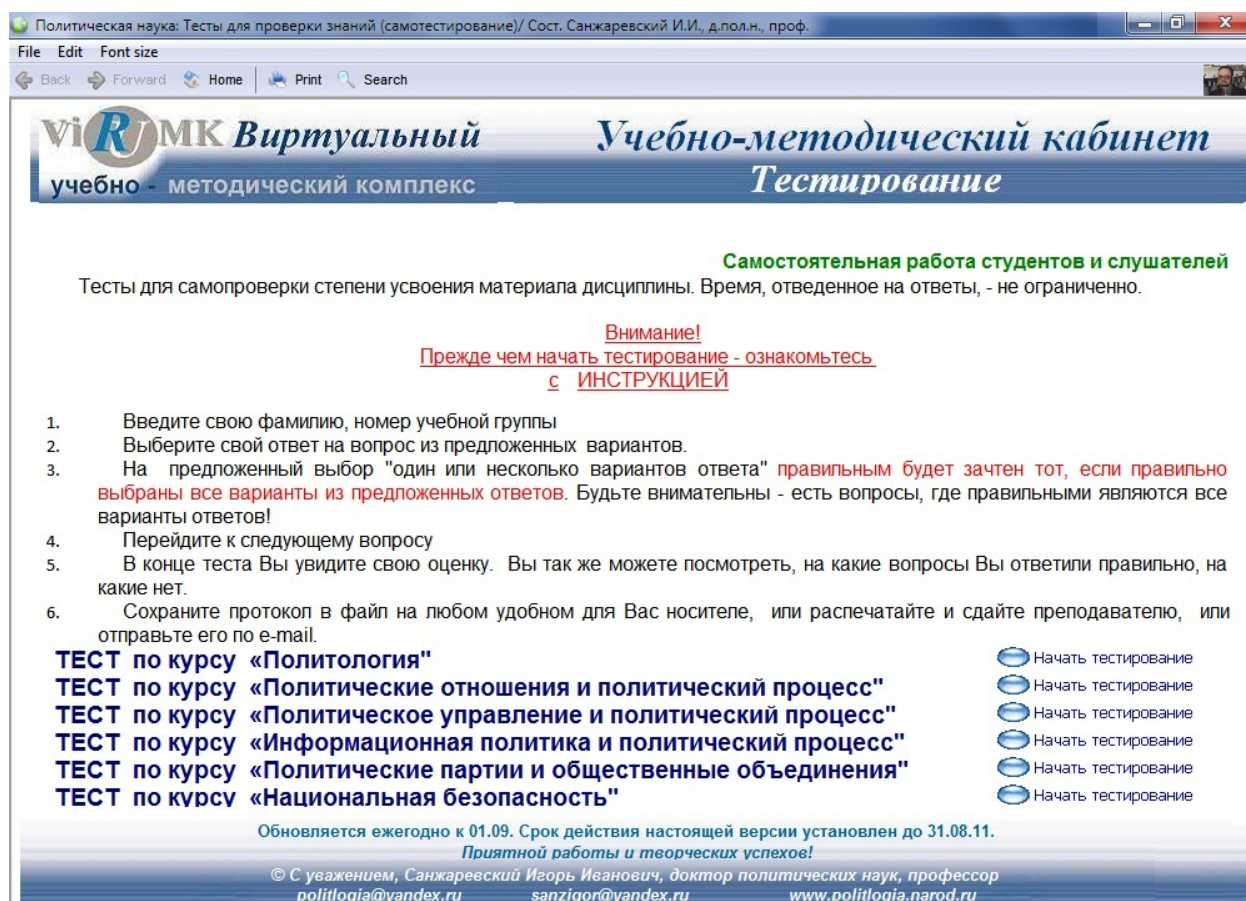 Политическая наука: Тесты для проверки знаний (самотестирование)/ Сост. Санжаревский И.И., д.пол.н., проф.
File Edit Font size
Back Forward Home Print Search
ViRMK Виртуальный
учебно - методический комплекс
Учебно-методический кабинет
Тестирование
Самостоятельная работа студентов и слушателей
Тесты для самопроверки степени усвоения материала дисциплины. Время, отведенное на ответы, - не ограниченно.
Внимание!
Прежде чем начать тестирование - ознакомьтесь
с ИНСТРУКЦИЕЙ
1. Введите свою фамилию, номер учебной группы
2. Выберите свой ответ на вопрос из предложенных вариантов.
3. На предложенный выбор "один или несколько вариантов ответа" правильным будет зачтен тот, если правильно
выбраны все варианты из предложенных ответов. Будьте внимательны - есть вопросы, где правильными являются все
варианты ответов!
4. Перейдите к следующему вопросу
5. В конце теста Вы увидите свою оценку. Вы так же можете посмотреть, на какие вопросы Вы ответили правильно, на
какие нет.
6. Сохраните протокол в файл на любом удобном для Вас носителе, или распечатайте и сдайте преподавателю, или
отправьте его по e-mail.
ТЕСТ по курсу «Политология" Начать тестирование
ТЕСТ по курсу «Политические отношения и политический процесс" Начать тестирование
ТЕСТ по курсу «Политическое управление и политический процесс" Начать тестирование
ТЕСТ по курсу «Информационная политика и политический процесс" Начать тестирование
ТЕСТ по курсу «Политические партии и общественные объединения" Начать тестирование
ТЕСТ по курсу «Национальная безопасность" Начать тестирование
Обновляется ежегодно к 01.09. Срок действия настоящей версии установлен до 31.08.11.
Приятной работы и творческих успехов!
© С уважением, Санжаревский Игорь Иванович, доктор политических наук, профессор
politlogia@yandex.ru sanzigor@yandex.ru www.politlogia.narod.ru